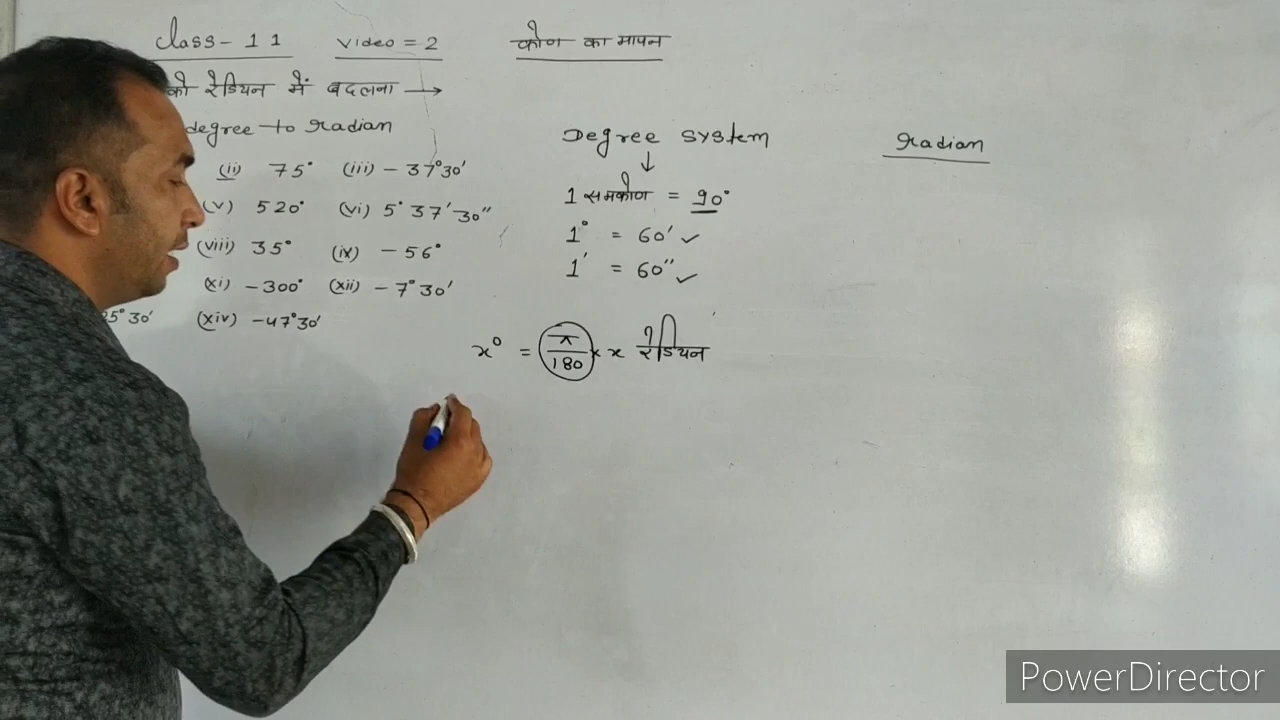 Class-11 Video = 2 कोण का मापन
को रेडियन में बदलना →
degree to radian
(ii) 75° (iii) - 37°30'
(v) 520° (vi) 5° 37' 30"
(viii) 35° (ix) - 56°
(xi) -300° (xii) - 7°30'
5° 30' (xiv) -47°30'
Degree system
↓
1 समकोण = 90°
1° = 60' ✓
1' = 60" ✓
x° = π/180 × x रेडियन
Radian
PowerDirector